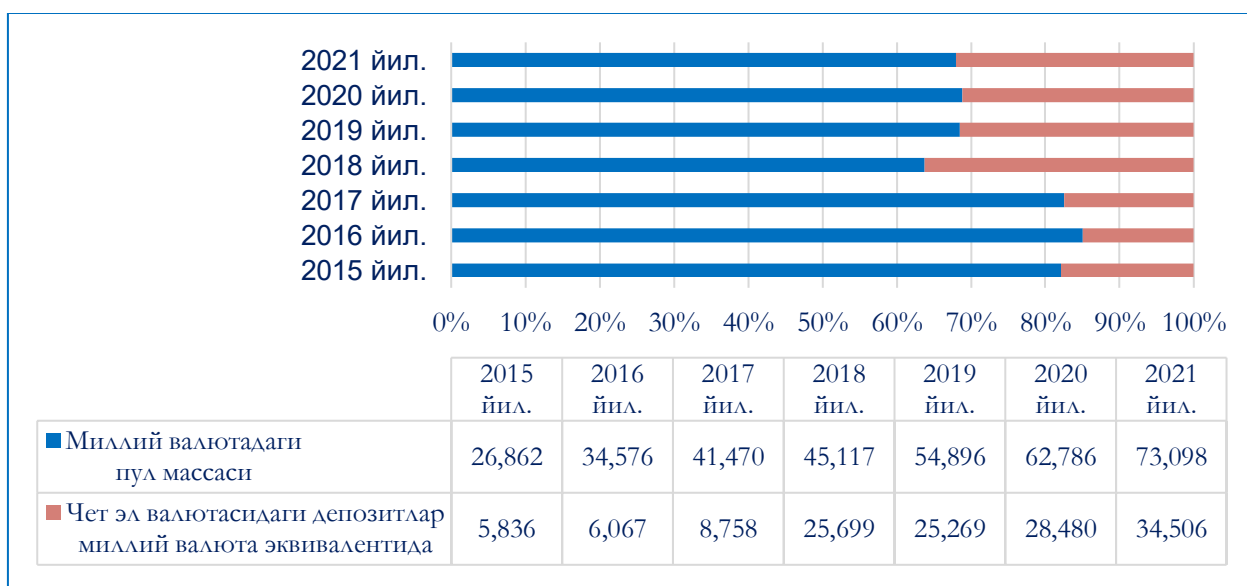 2021 йил.
2020 йил.
2019 йил.
2018 йил.
2017 йил.
2016 йил.
2015 йил.
0% 10% 20% 30% 40% 50% 60% 70% 80% 90% 100%
2015 2016 2017 2018 2019 2020 2021
йил. йил. йил. йил. йил. йил. йил.
Миллий валютадаги
пул массаси
26,862 34,576 41,470 45,117 54,896 62,786 73,098
Чет эл валютасидаги депозитлар
миллий валюта эквивалентида
5,836 6,067 8,758 25,699 25,269 28,480 34,506